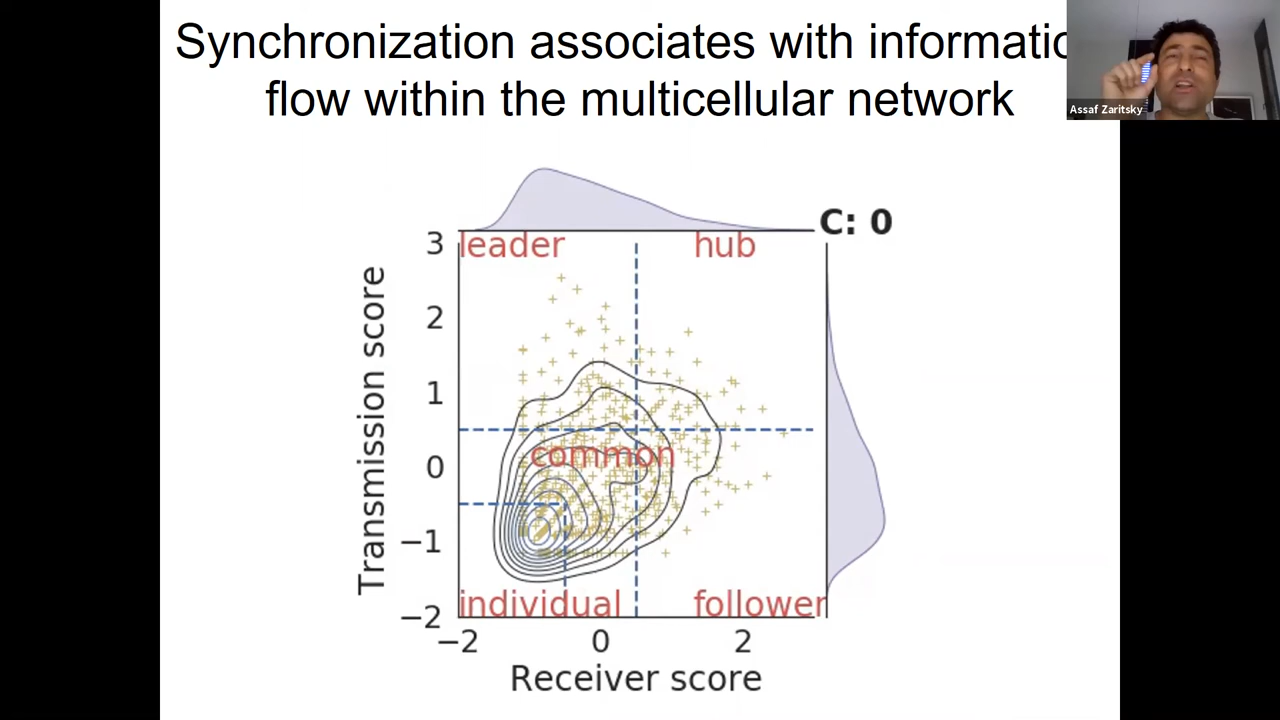 Synchronization associates with informatio
flow within the multicellular network
Assaf Zaritsky
C: 0
leader
hub
common
individual
follower
3
2
1
0
−1
−2
Transmission score
−2
0
2
Receiver score